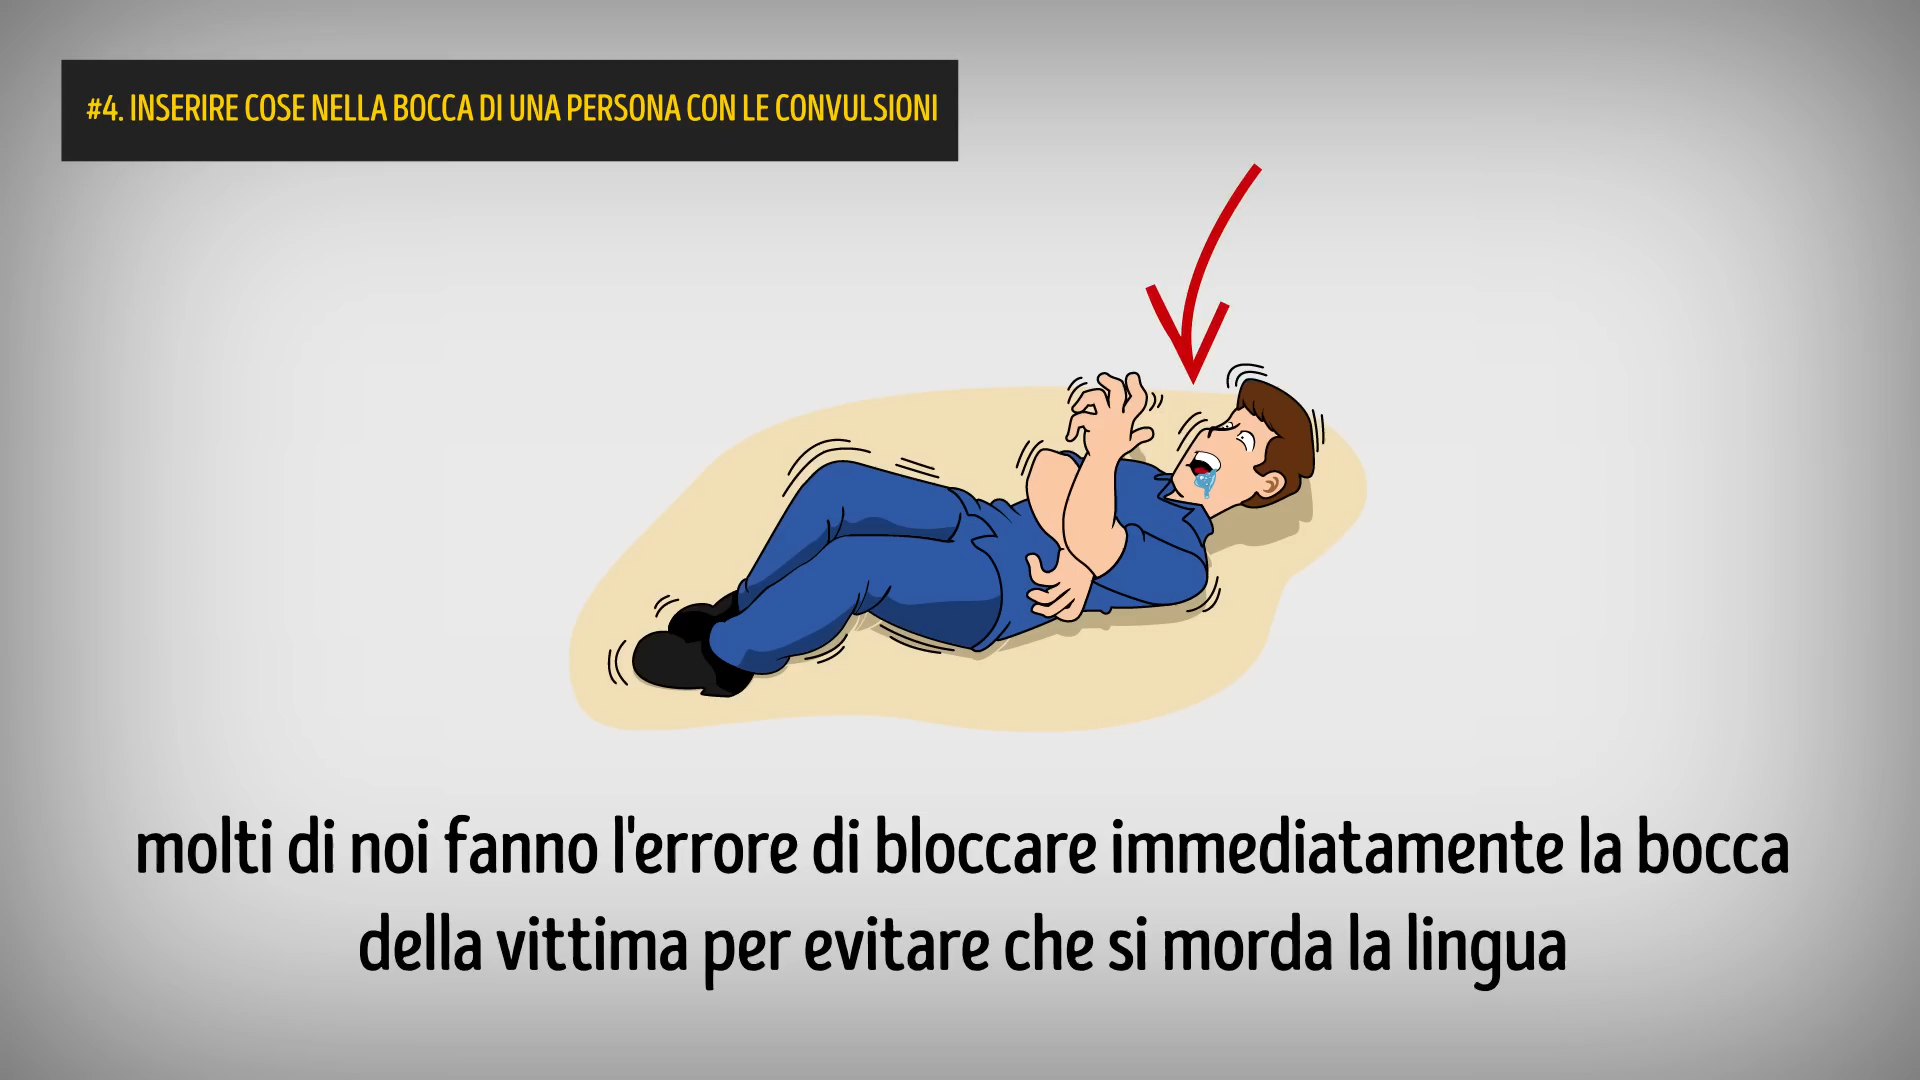 #4. INSERIRE COSE NELLA BOCCA DI UNA PERSONA CON LE CONVULSIONI
molti di noi fanno l'errore di bloccare immediatamente la bocca
della vittima per evitare che si morda la lingua